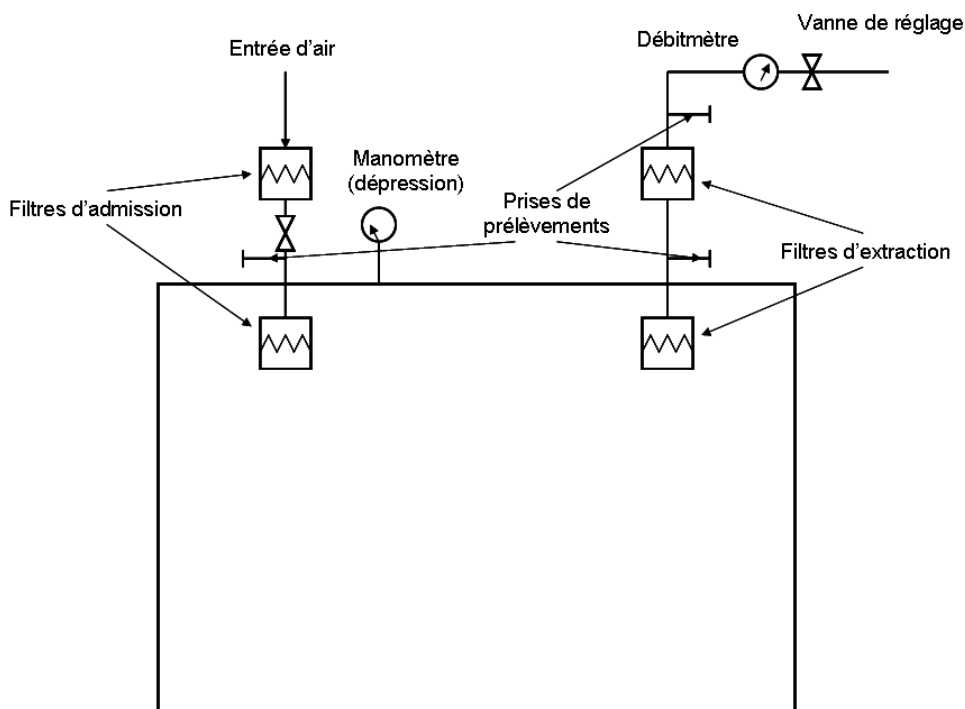 Vanne de réglage
Débitmètre
Entrée d'air
Manomètre
(dépression)
Filtres d'admission
Prises de
prélèvements
Filtres d'extraction